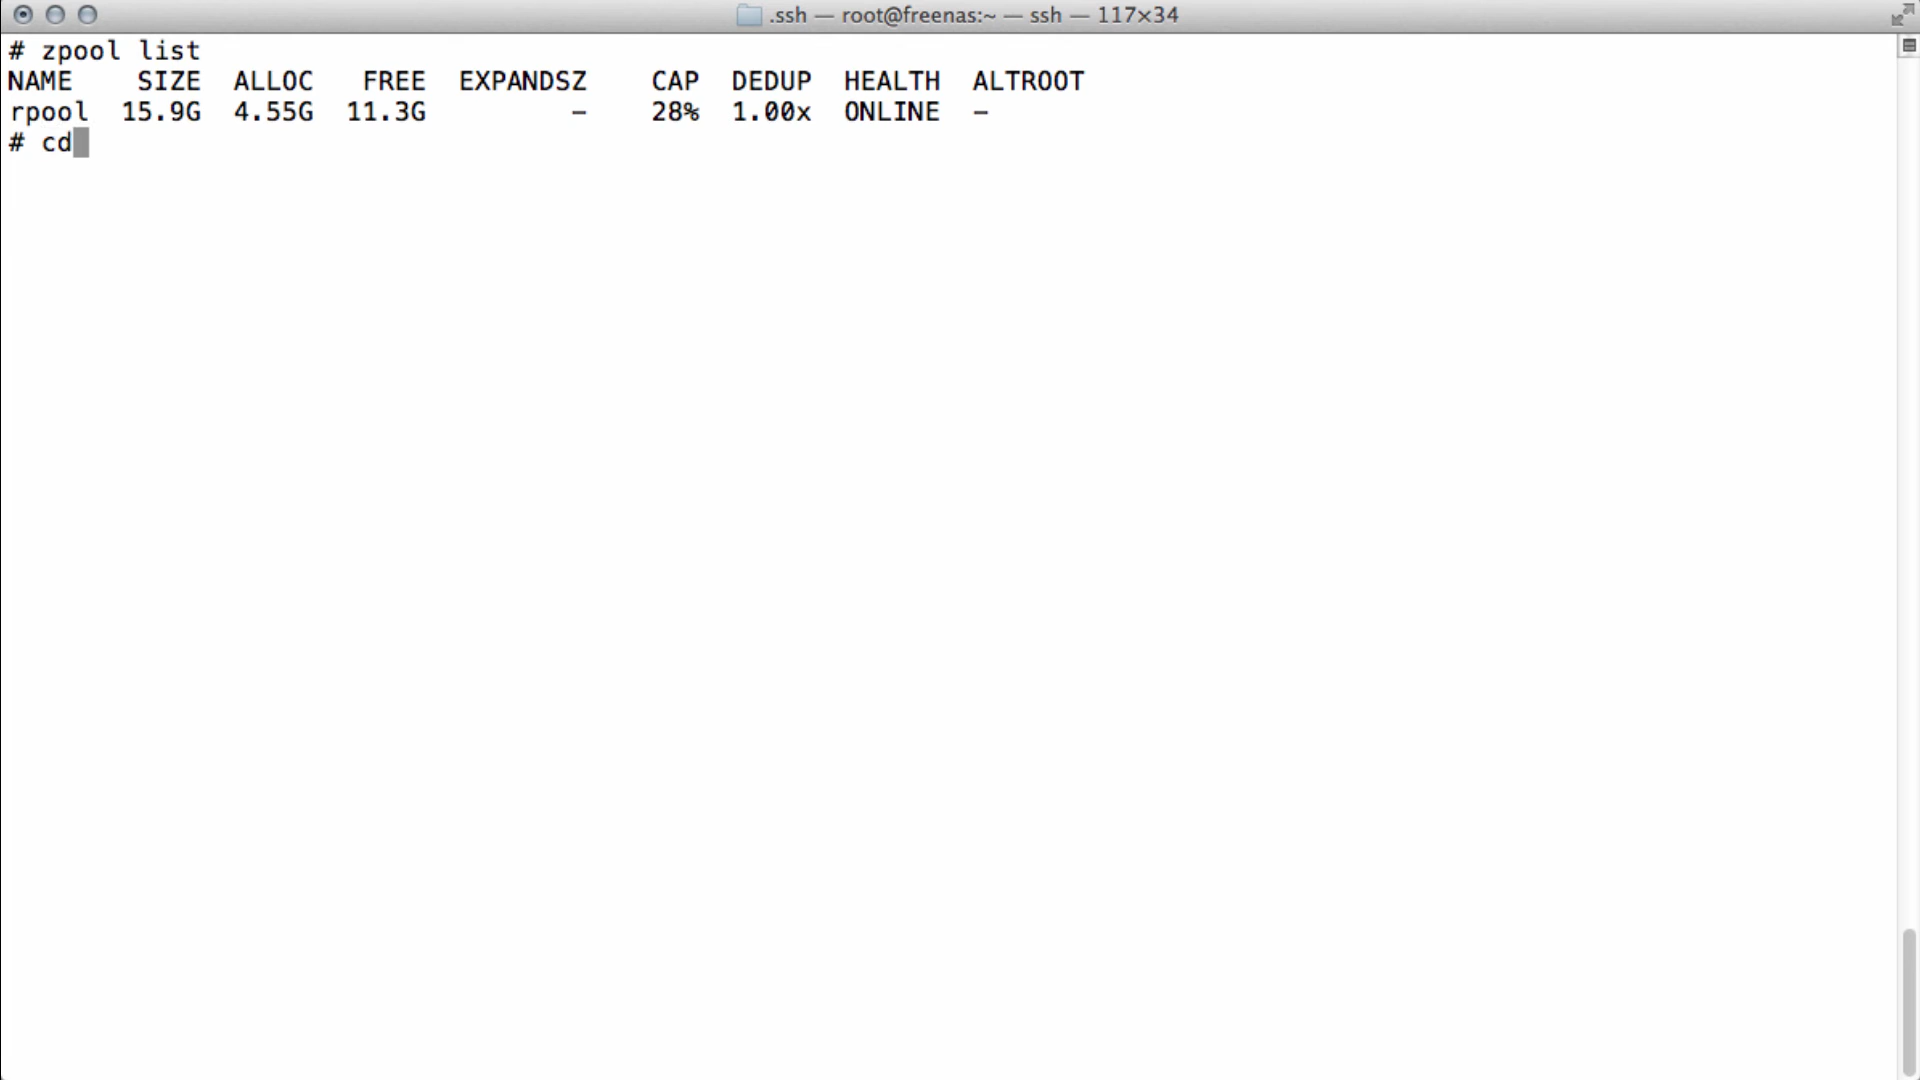 .ssh — root@freenas:~ — ssh — 117×34
# zpool list
NAME    SIZE  ALLOC   FREE  EXPANDSZ    CAP  DEDUP  HEALTH  ALTROOT
rpool  15.9G  4.55G  11.3G         -    28%  1.00x  ONLINE  -
# cd